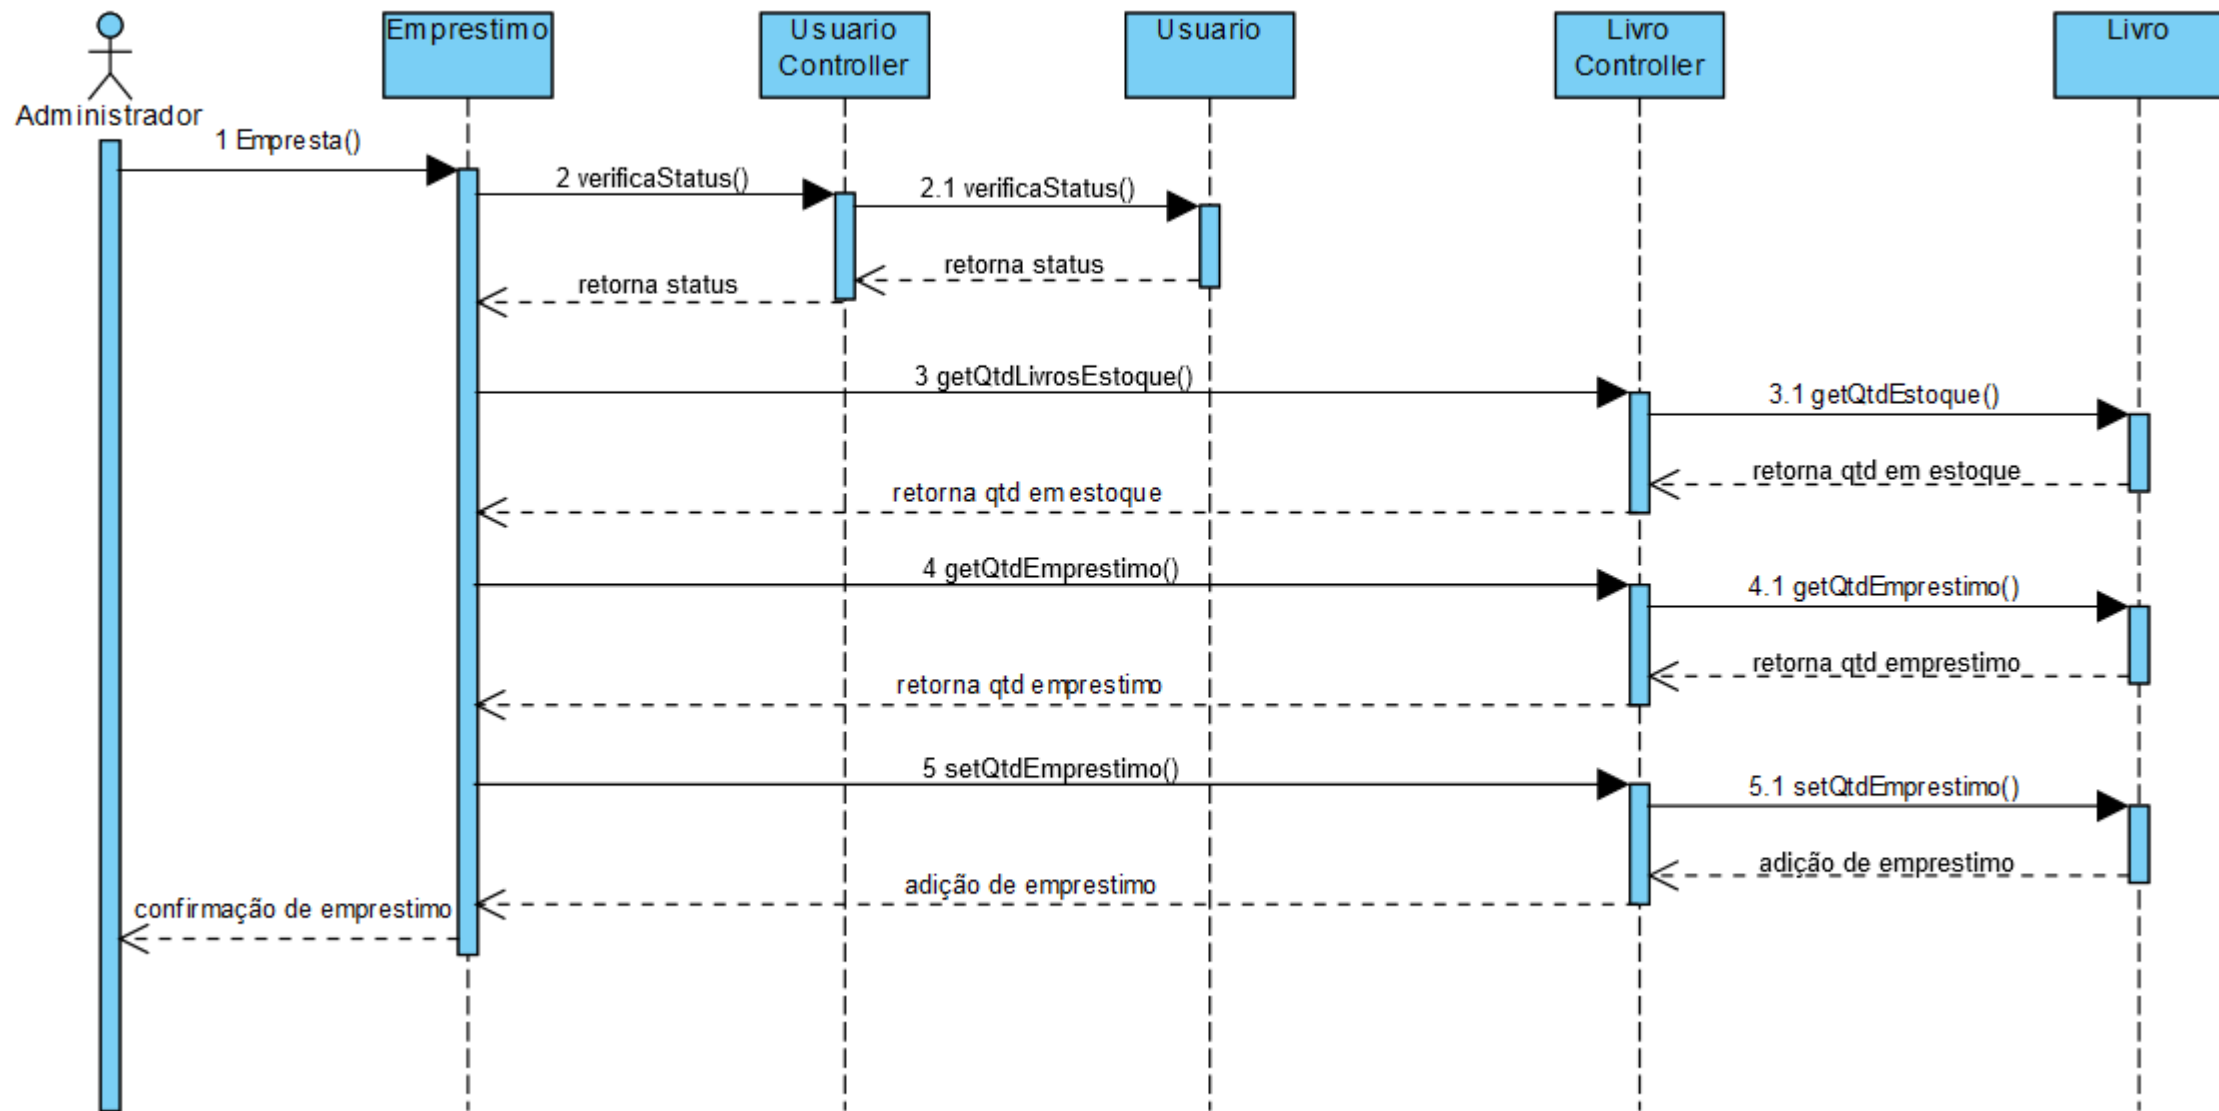 Emprestimo
Usuario
Controller
Usuario
Livro
Controller
Livro
Administrador
1 Empresta()
2 verificaStatus()
2.1 verificaStatus()
retorna status
retorna status
3 getQtdLivrosEstoque()
3.1 getQtdEstoque()
retorna qtd em estoque
retorna qtd em estoque
4 getQtdEmprestimo()
4.1 getQtdEmprestimo()
retorna qtd emprestimo
retorna qtd emprestimo
5 setQtdEmprestimo()
5.1 setQtdEmprestimo()
adição de emprestimo
adição de emprestimo
confirmação de emprestimo